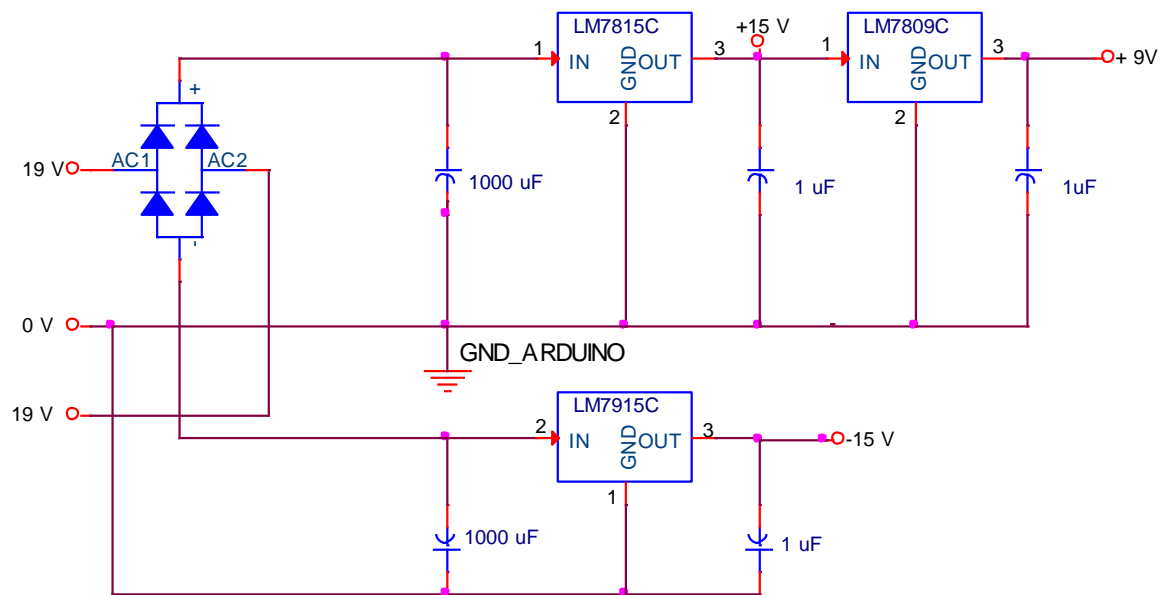 LM7815C
+15 V
LM7809C
1
IN
GND
OUT
3
2
1
IN
GND
OUT
3
2
+ 9V
+
19 V
AC1
AC2
-
1000 uF
1 uF
1uF
0 V
-
GND_ARDUINO
19 V
LM7915C
2
IN
GND
OUT
3
1
-15 V
1000 uF
1 uF